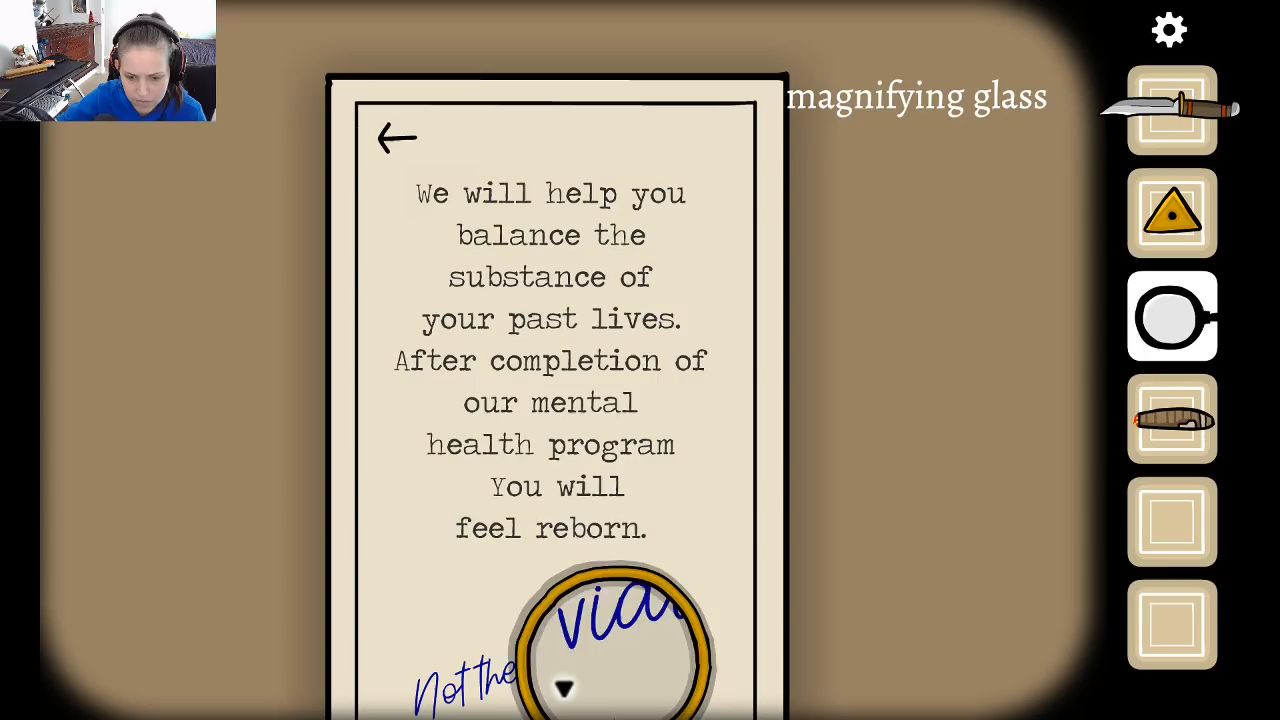 magnifying glass
We will help you
balance the
substance of
your past lives.
After completion of
our mental
health program
You will
feel reborn.
Not the